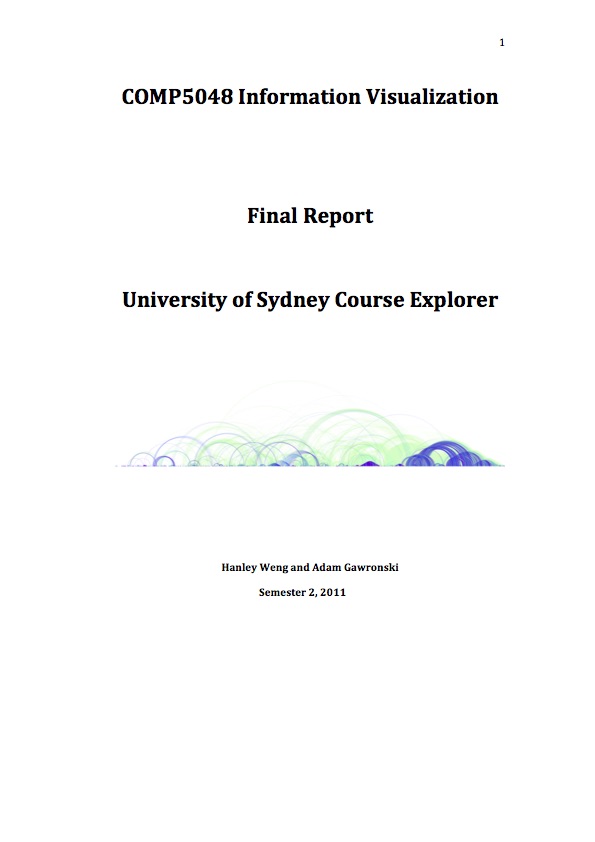 1
COMP5048 Information Visualization
Final Report
University of Sydney Course Explorer
Hanley Weng and Adam Gawronski
Semester 2, 2011